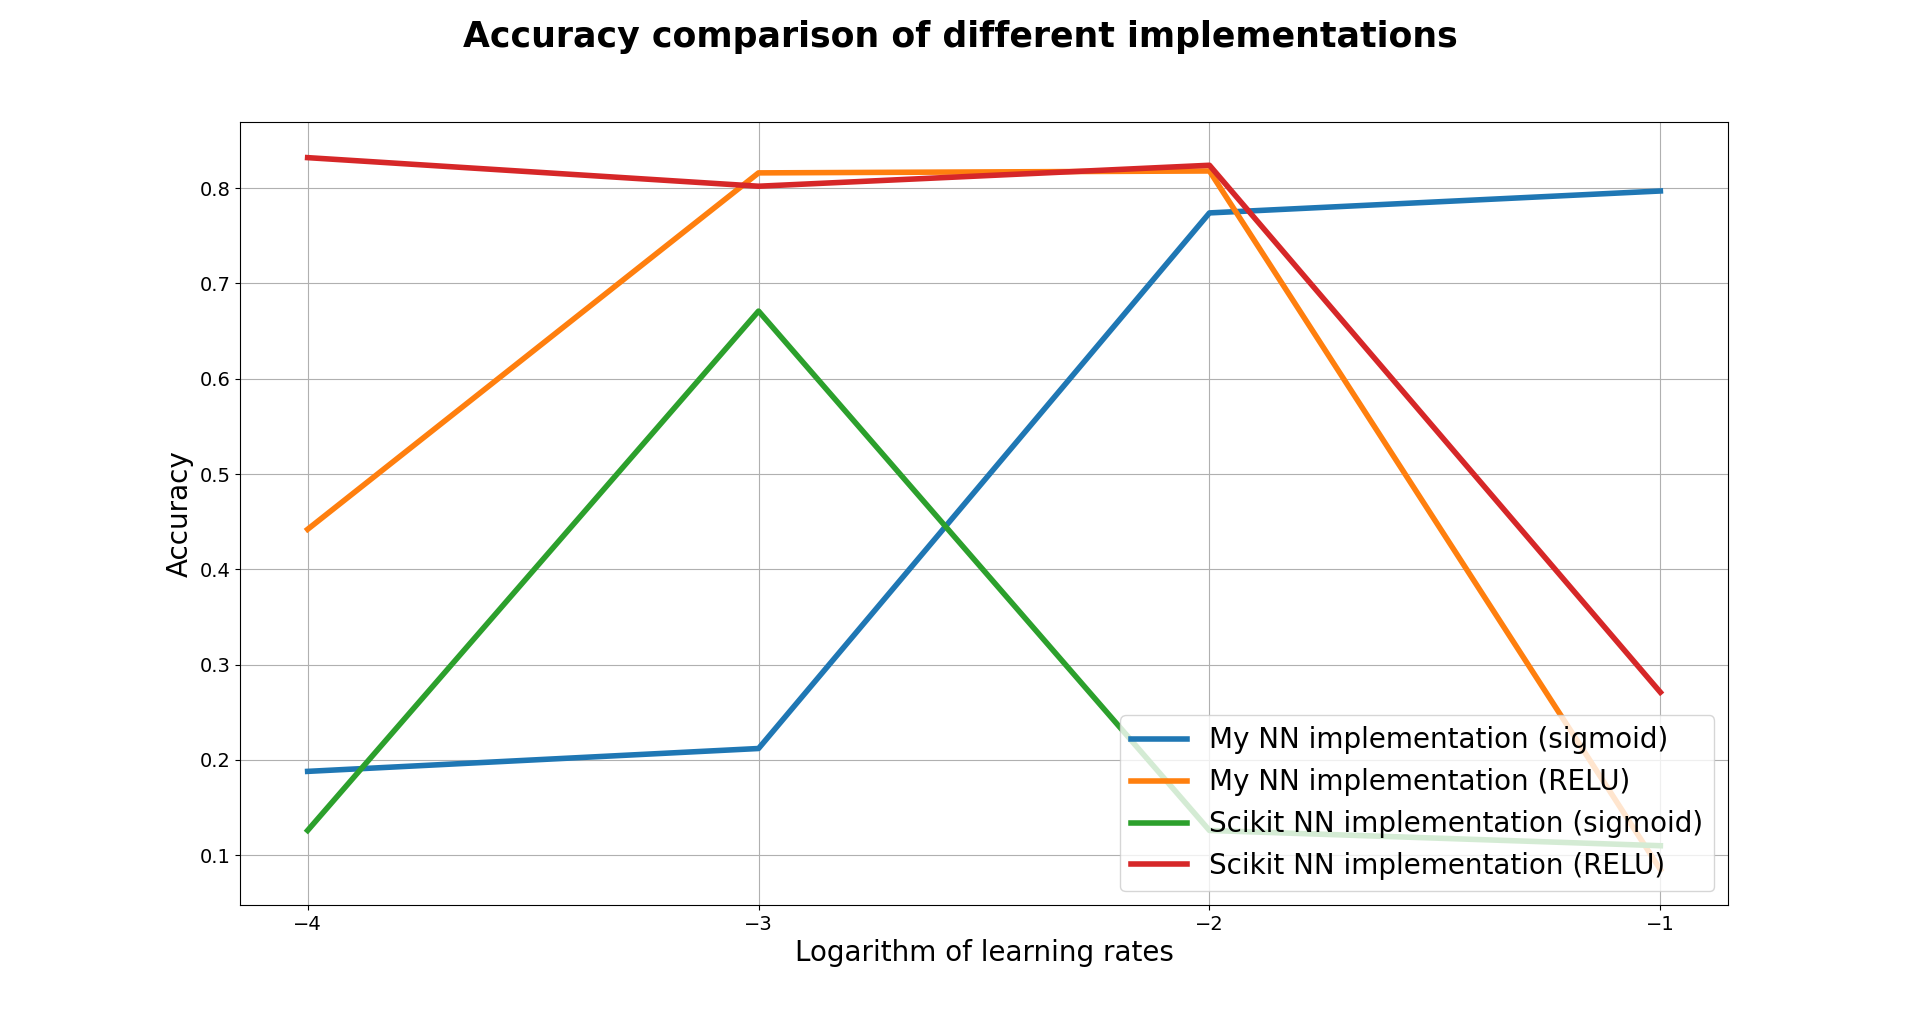 Accuracy comparison of different implementations
0.8
0.7
0.6
0.5
0.4
0.3
0.2
0.1
Accuracy
My NN implementation (sigmoid)
My NN implementation (RELU)
Scikit NN implementation (sigmoid)
Scikit NN implementation (RELU)
−4 −3 −2 −1
Logarithm of learning rates